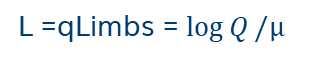 L =qLimbs = log Q /μ